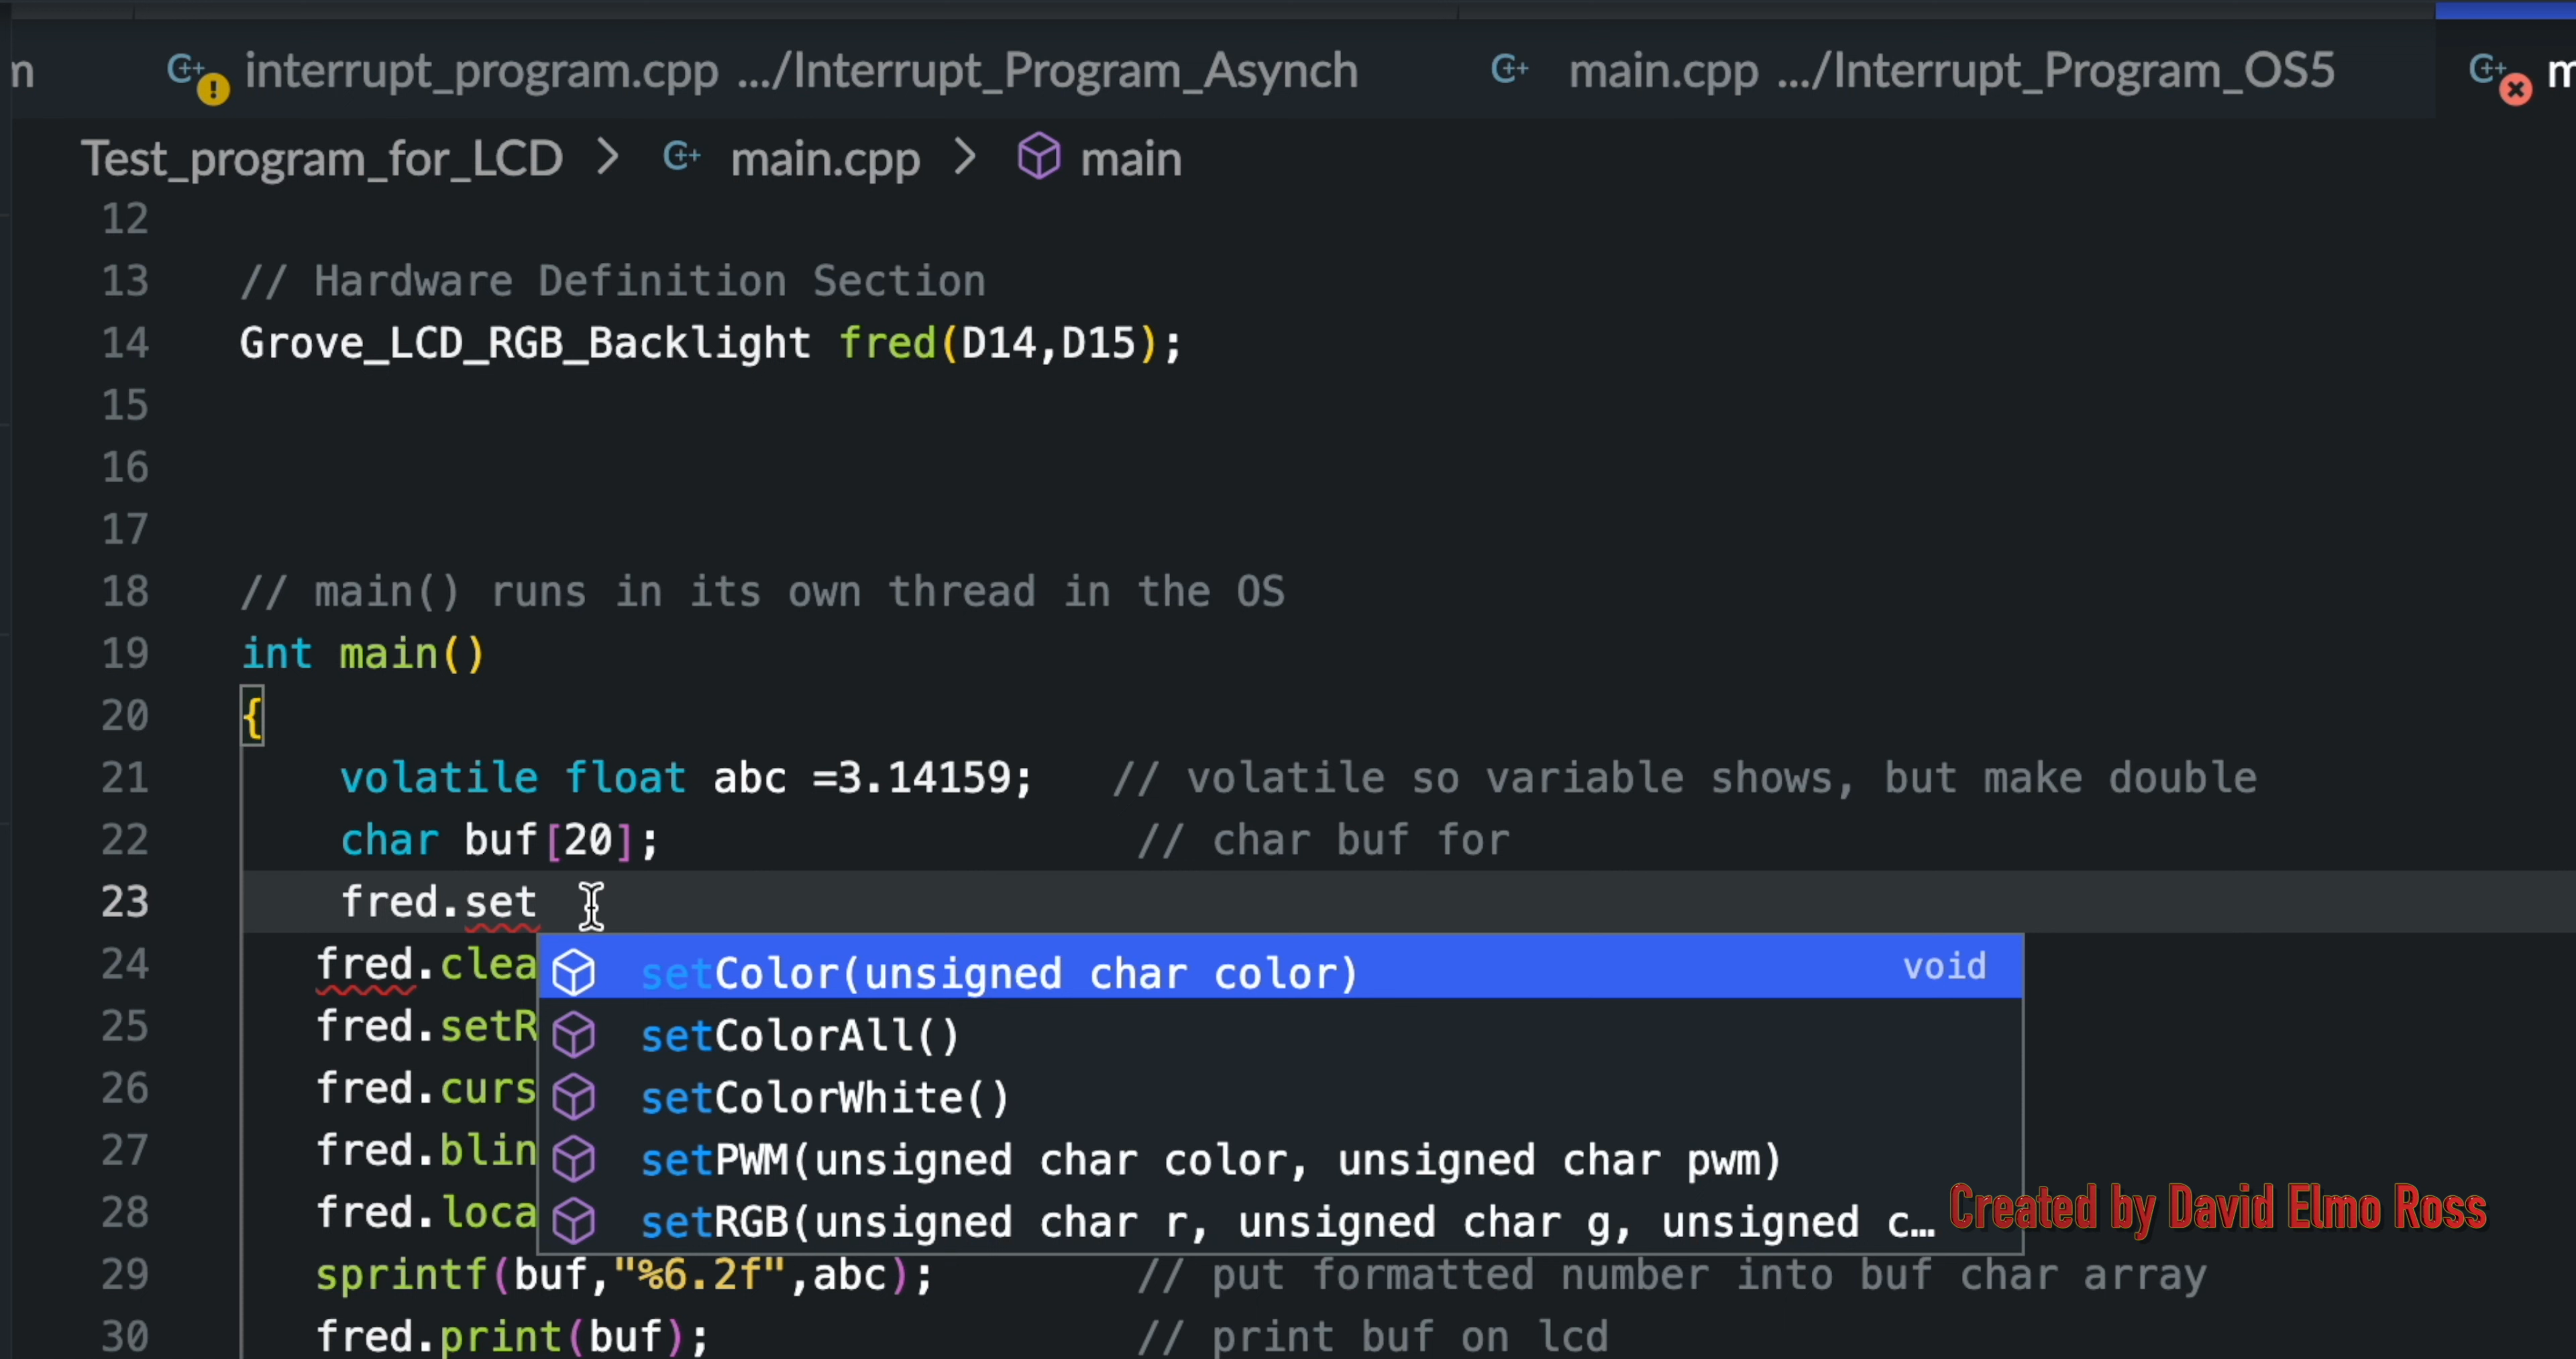 m interrupt_program.cpp .../Interrupt_Program_Asynch main.cpp .../Interrupt_Program_OS5 m
Test_program_for_LCD > main.cpp > main
12
13 // Hardware Definition Section
14 Grove_LCD_RGB_Backlight fred(D14,D15);
15
16
17
18 // main() runs in its own thread in the OS
19 int main()
20 {
21 volatile float abc =3.14159; // volatile so variable shows, but make double
22 char buf[20]; // char buf for
23 fred.set
24 fred.clea setColor(unsigned char color) void
25 fred.setR setColorAll()
26 fred.curs setColorWhite()
27 fred.blin setPWM(unsigned char color, unsigned char pwm)
28 fred.loca setRGB(unsigned char r, unsigned char g, unsigned c…
Created by David Elmo Ross
29 sprintf(buf,"%6.2f",abc); // put formatted number into buf char array
30 fred.print(buf); // print buf on lcd